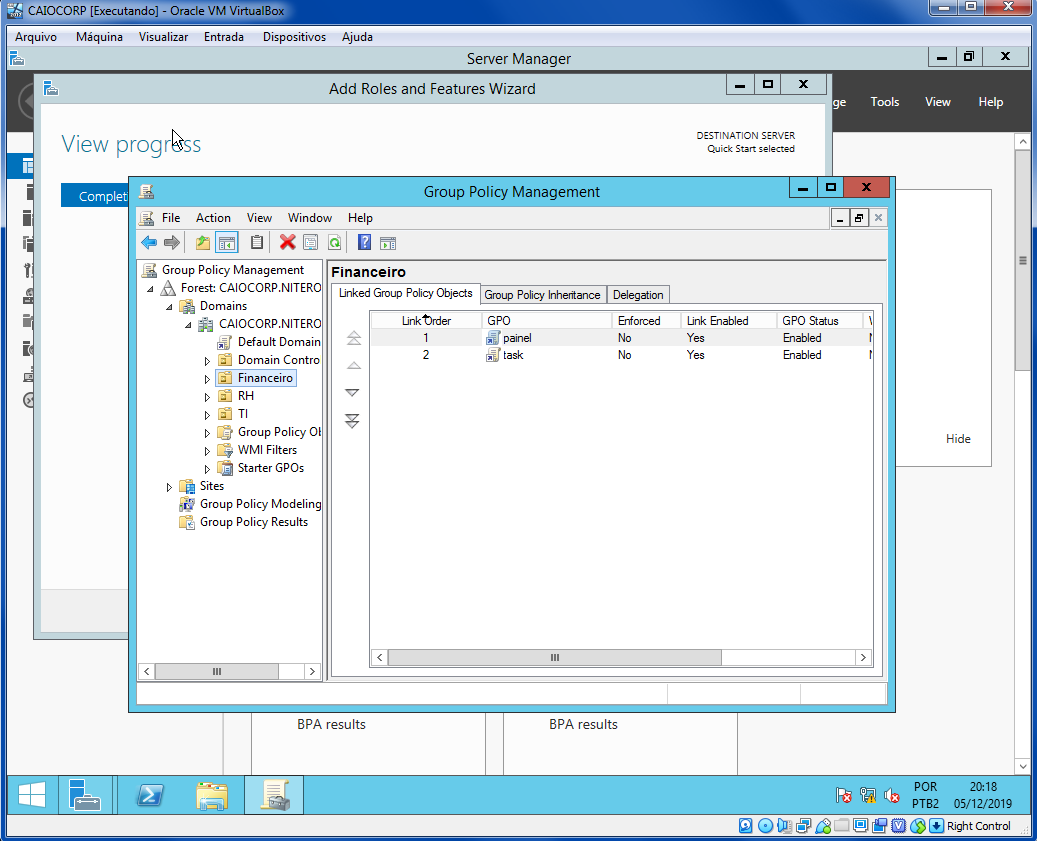 CAIOCORP [Executando] - Oracle VM VirtualBox
Arquivo Máquina Visualizar Entrada Dispositivos Ajuda
Server Manager
Add Roles and Features Wizard
Tools View Help
View progress
DESTINATION SERVER
Quick Start selected
Completi
Group Policy Management
File Action View Window Help
Group Policy Management
Forest: CAIOCORP.NITERO
Domains
CAIOCORP.NITERO
Default Domain
Domain Contro
Financeiro
RH
TI
Group Policy Ob
WMI Filters
Starter GPOs
Sites
Group Policy Modeling
Group Policy Results
Financeiro
Linked Group Policy Objects Group Policy Inheritance Delegation
Link Order GPO Enforced Link Enabled GPO Status
1 painel No Yes Enabled
2 task No Yes Enabled
Hide
BPA results BPA results
POR 20:18
PTB2 05/12/2019
Right Control